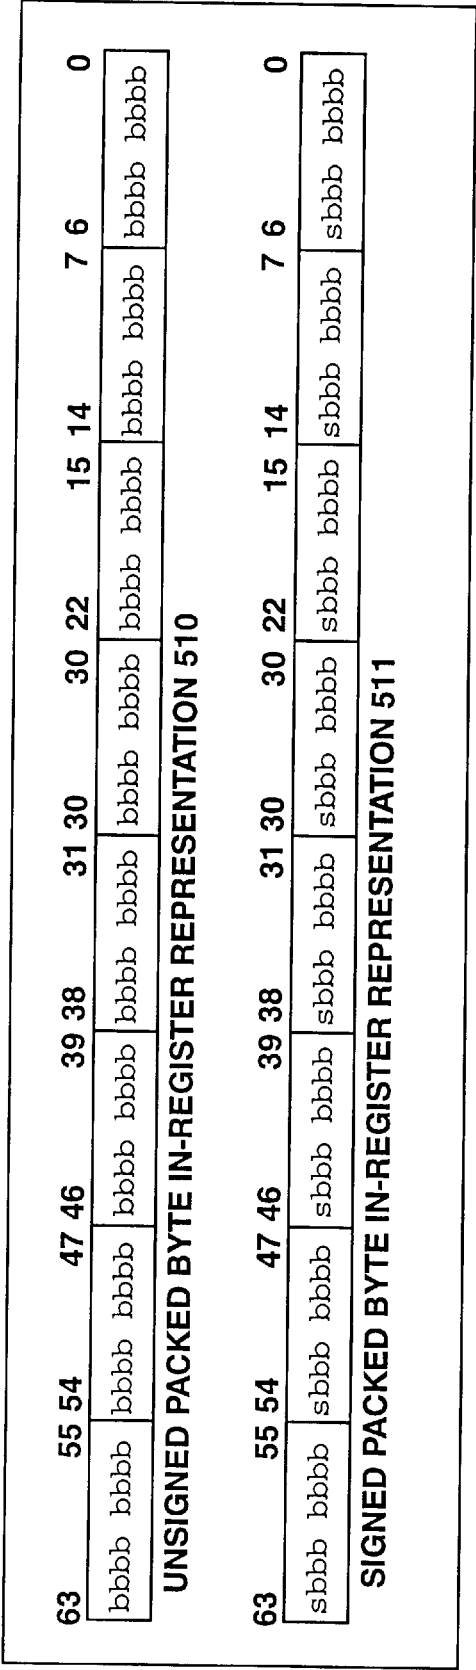 63 55 54 47 46 39 38 31 30 30 22 15 14 7 6 0
bbbb bbbb bbbb bbbb bbbb bbbb bbbb bbbb bbbb bbbb bbbb bbbb bbbb bbbb bbbb bbbb
UNSIGNED PACKED BYTE IN-REGISTER REPRESENTATION 510
63 55 54 47 46 39 38 31 30 30 22 15 14 7 6 0
sbbb bbbb sbbb bbbb sbbb bbbb sbbb bbbb sbbb bbbb sbbb bbbb sbbb bbbb sbbb bbbb
SIGNED PACKED BYTE IN-REGISTER REPRESENTATION 511